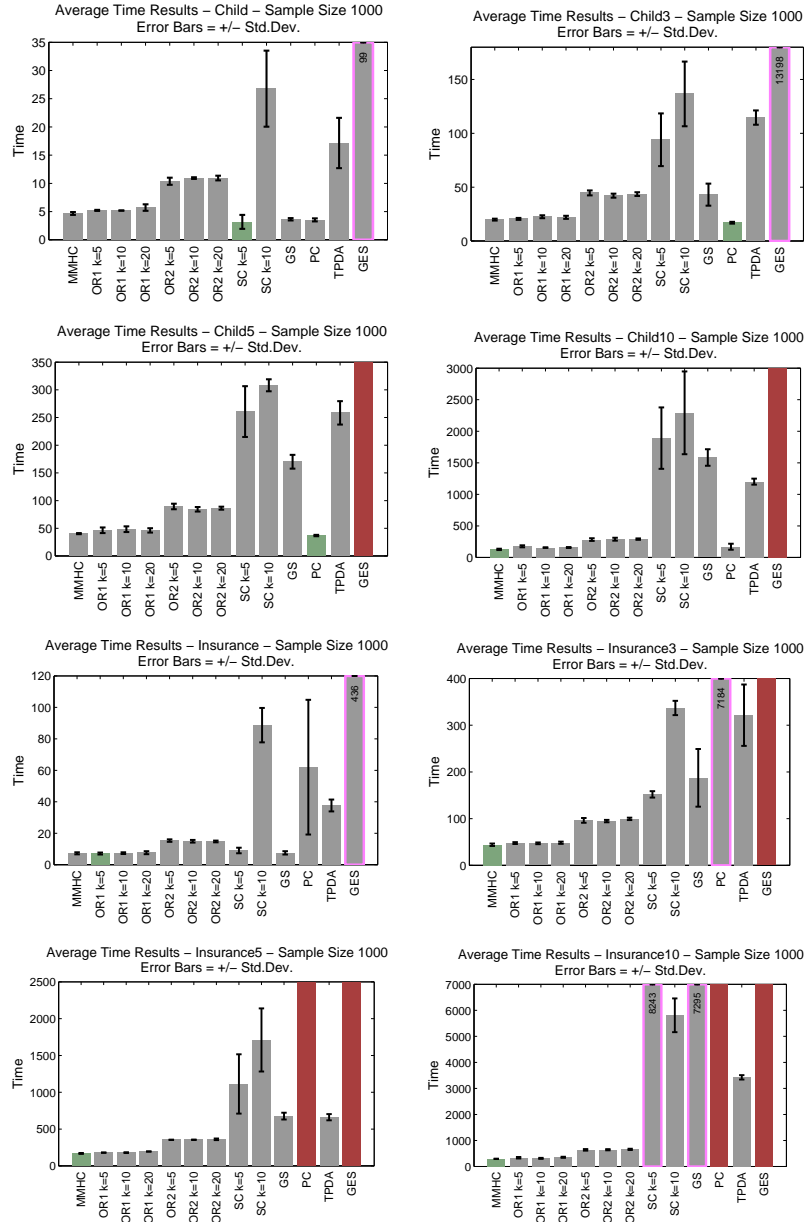 Average Time Results – Child – Sample Size 1000
Error Bars = +/– Std.Dev.
Time
35
30
25
20
15
10
5
0
99
MMHC
OR1 k=5
OR1 k=10
OR1 k=20
OR2 k=5
OR2 k=10
OR2 k=20
SC k=5
SC k=10
GS
PC
TPDA
GES
Average Time Results – Child3 – Sample Size 1000
Error Bars = +/– Std.Dev.
Time
150
100
50
0
13198
MMHC
OR1 k=5
OR1 k=10
OR1 k=20
OR2 k=5
OR2 k=10
OR2 k=20
SC k=5
SC k=10
GS
PC
TPDA
GES
Average Time Results – Child5 – Sample Size 1000
Error Bars = +/– Std.Dev.
Time
350
300
250
200
150
100
50
0
MMHC
OR1 k=5
OR1 k=10
OR1 k=20
OR2 k=5
OR2 k=10
OR2 k=20
SC k=5
SC k=10
GS
PC
TPDA
GES
Average Time Results – Child10 – Sample Size 1000
Error Bars = +/– Std.Dev.
Time
3000
2500
2000
1500
1000
500
0
MMHC
OR1 k=5
OR1 k=10
OR1 k=20
OR2 k=5
OR2 k=10
OR2 k=20
SC k=5
SC k=10
GS
PC
TPDA
GES
Average Time Results – Insurance – Sample Size 1000
Error Bars = +/– Std.Dev.
Time
120
100
80
60
40
20
0
436
MMHC
OR1 k=5
OR1 k=10
OR1 k=20
OR2 k=5
OR2 k=10
OR2 k=20
SC k=5
SC k=10
GS
PC
TPDA
GES
Average Time Results – Insurance3 – Sample Size 1000
Error Bars = +/– Std.Dev.
Time
400
300
200
100
0
7184
MMHC
OR1 k=5
OR1 k=10
OR1 k=20
OR2 k=5
OR2 k=10
OR2 k=20
SC k=5
SC k=10
GS
PC
TPDA
GES
Average Time Results – Insurance5 – Sample Size 1000
Error Bars = +/– Std.Dev.
Time
2500
2000
1500
1000
500
0
MMHC
OR1 k=5
OR1 k=10
OR1 k=20
OR2 k=5
OR2 k=10
OR2 k=20
SC k=5
SC k=10
GS
PC
TPDA
GES
Average Time Results – Insurance10 – Sample Size 1000
Error Bars = +/– Std.Dev.
Time
7000
6000
5000
4000
3000
2000
1000
0
8243
7295
MMHC
OR1 k=5
OR1 k=10
OR1 k=20
OR2 k=5
OR2 k=10
OR2 k=20
SC k=5
SC k=10
GS
PC
TPDA
GES